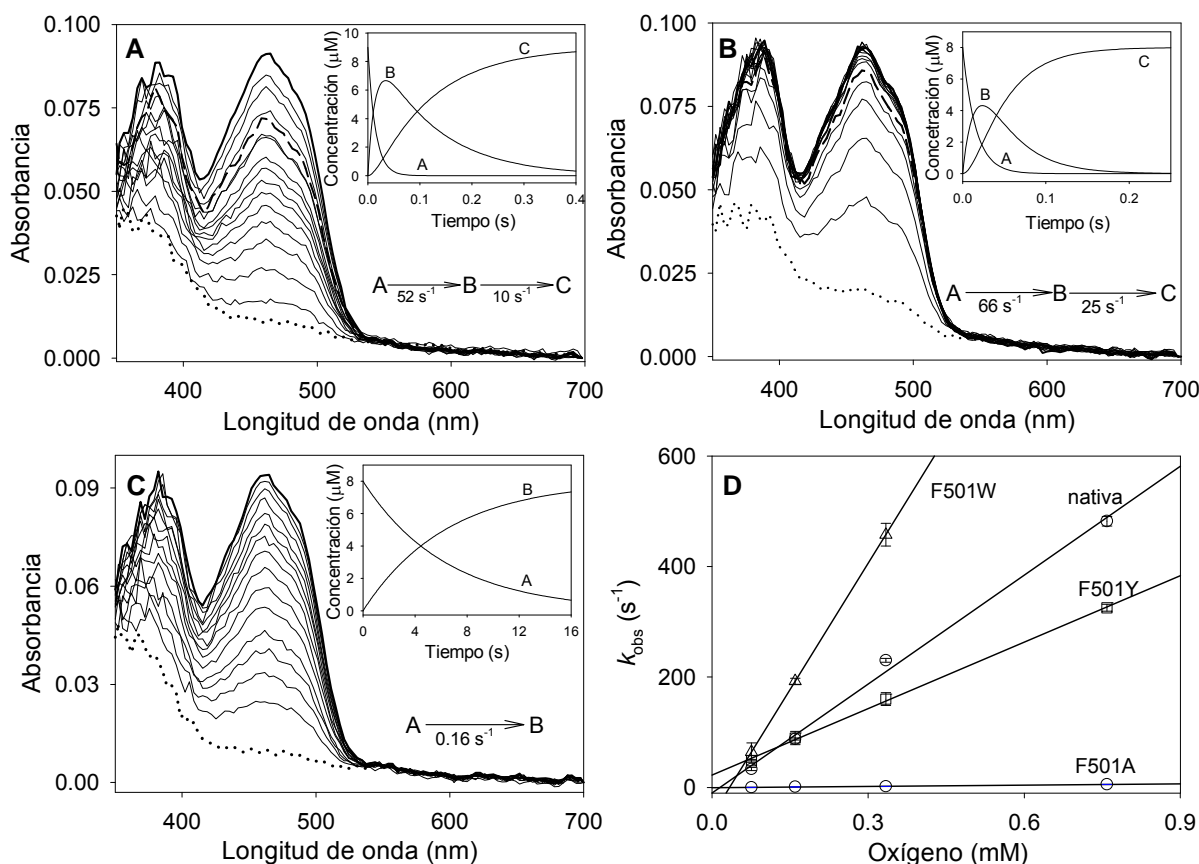 A
0.100
0.075
0.050
0.025
0.000
Absorbancia
400 500 600 700
Longitud de onda (nm)
Concentración (μM)
10
8
6
4
2
0
0.0 0.1 0.2 0.3 0.4
Tiempo (s)
A
B
C
A B C
52 s-1 10 s-1
B
0.100
0.075
0.050
0.025
0.000
Absorbancia
400 500 600 700
Longitud de onda (nm)
Concetración (μM)
8
6
4
2
0
0.0 0.1 0.2
Tiempo (s)
A
B
C
A B C
66 s-1 25 s-1
C
0.09
0.06
0.03
0.00
Absorbancia
400 500 600 700
Longitud de onda (nm)
Concentración (μM)
8
6
4
2
0
0 4 8 12 16
Tiempo (s)
B
A
A B
0.16 s-1
D
600
400
200
0
kobs (s-1)
0.0 0.3 0.6 0.9
Oxígeno (mM)
F501W
nativa
F501Y
F501A